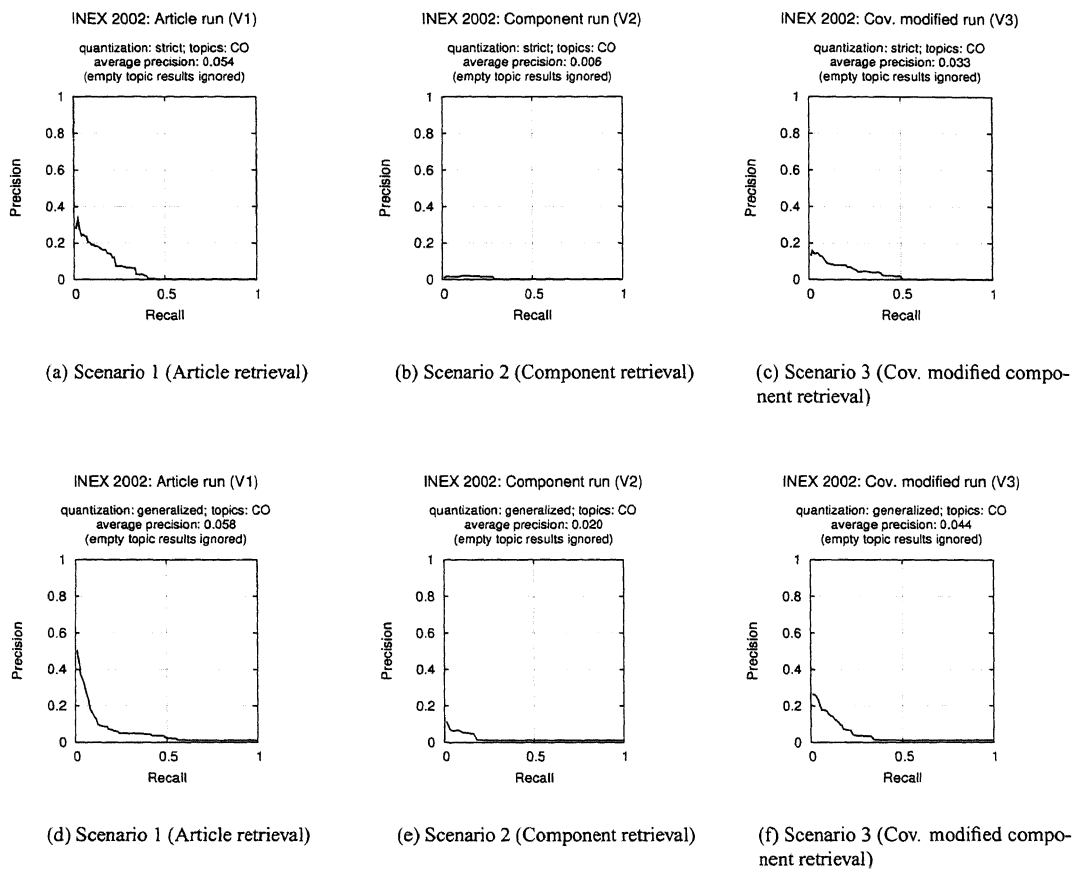 INEX 2002: Article run (V1)
quantization: strict; topics: CO
average precision: 0.054
(empty topic results ignored)
1
0.8
0.6
0.4
0.2
0
Precision
0
0.5
1
Recall
(a) Scenario 1 (Article retrieval)
INEX 2002: Component run (V2)
quantization: strict; topics: CO
average precision: 0.006
(empty topic results ignored)
1
0.8
0.6
0.4
0.2
0
Precision
0
0.5
1
Recall
(b) Scenario 2 (Component retrieval)
INEX 2002: Cov. modified run (V3)
quantization: strict; topics: CO
average precision: 0.033
(empty topic results ignored)
1
0.8
0.6
0.4
0.2
0
Precision
0
0.5
1
Recall
(c) Scenario 3 (Cov. modified compo-
nent retrieval)
INEX 2002: Article run (V1)
quantization: generalized; topics: CO
average precision: 0.058
(empty topic results ignored)
1
0.8
0.6
0.4
0.2
0
Precision
0
0.5
1
Recall
(d) Scenario 1 (Article retrieval)
INEX 2002: Component run (V2)
quantization: generalized; topics: CO
average precision: 0.020
(empty topic results ignored)
1
0.8
0.6
0.4
0.2
0
Precision
0
0.5
1
Recall
(e) Scenario 2 (Component retrieval)
INEX 2002: Cov. modified run (V3)
quantization: generalized; topics: CO
average precision: 0.044
(empty topic results ignored)
1
0.8
0.6
0.4
0.2
0
Precision
0
0.5
1
Recall
(f) Scenario 3 (Cov. modified compo-
nent retrieval)